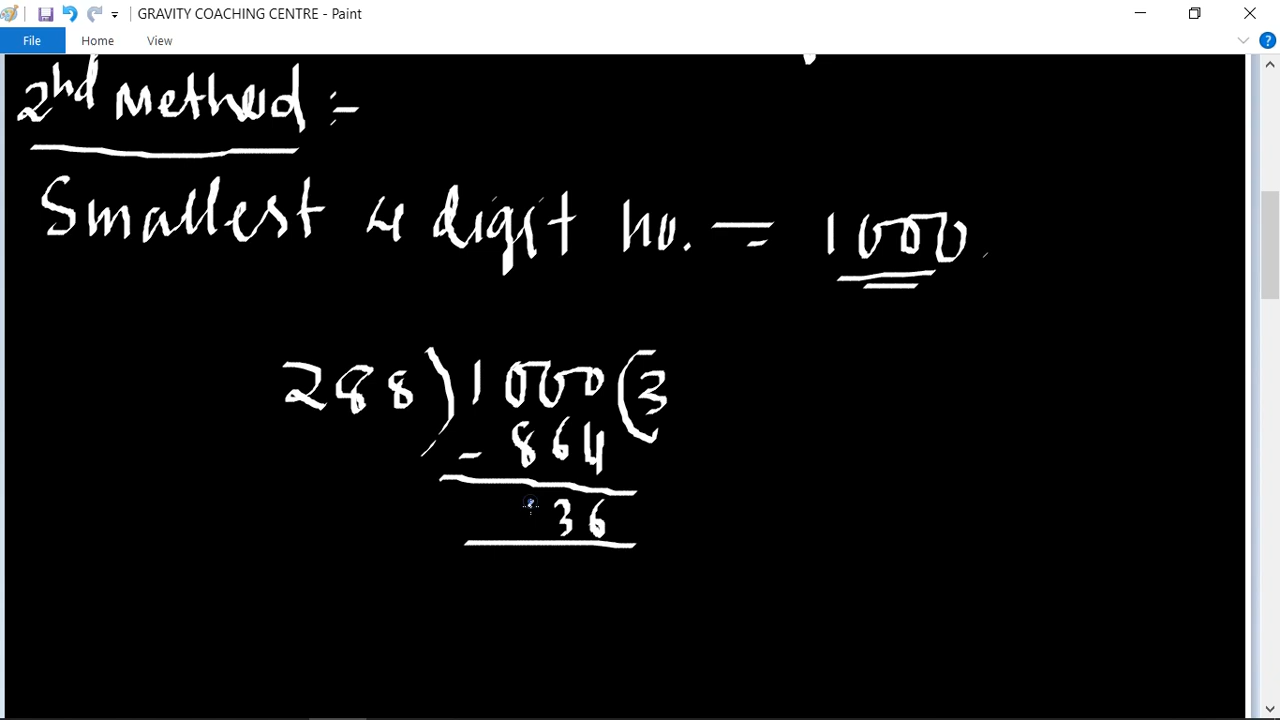 GRAVITY COACHING CENTRE - Paint
File Home View
2nd Method :-
Smallest 4 digit no. = 1000.
288)1000(3
- 864
36